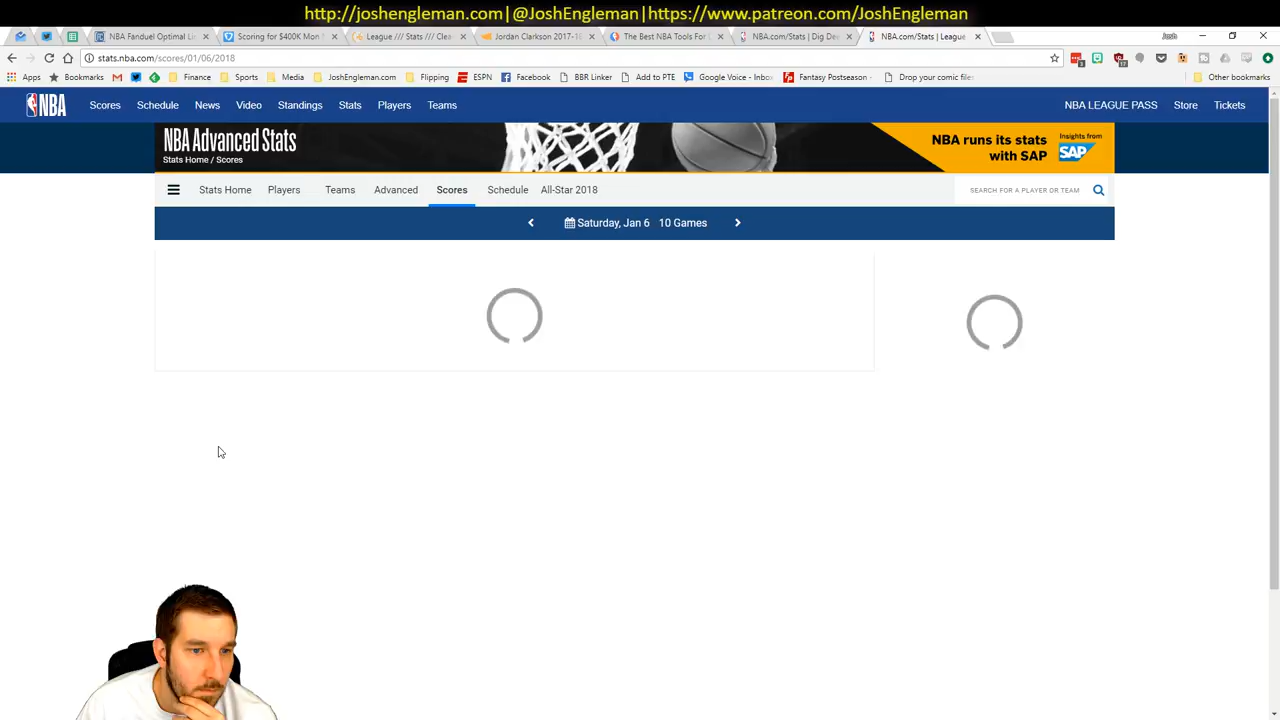 http://joshengleman.com|@JoshEngleman|https://www.patreon.com/JoshEngleman
NBA Fanduel Optimal Lin
Scoring for $400K Mon N
League /// Stats /// Clea
Jordan Clarkson 2017-18
The Best NBA Tools For D
NBA.com/Stats | Dig Dee
NBA.com/Stats | League
Josh
stats.nba.com/scores/01/06/2018
Apps
Bookmarks
Finance
Sports
Media
JoshEngleman.com
Flipping
ESPN
Facebook
BBR Linker
Add to PTE
Google Voice - Inbox
Fantasy Postseason -
Drop your comic files
Other bookmarks
NBA
Scores
Schedule
News
Video
Standings
Stats
Players
Teams
NBA LEAGUE PASS
Store
Tickets
NBA Advanced Stats
Stats Home / Scores
NBA runs its stats
with SAP
Insights from
SAP
Stats Home
Players
Teams
Advanced
Scores
Schedule
All-Star 2018
SEARCH FOR A PLAYER OR TEAM
Saturday, Jan 6 10 Games